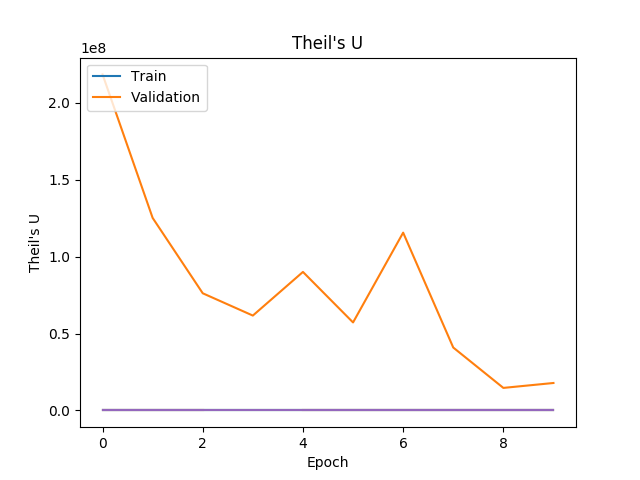 Theil's U
1e8
Train
Validation
2.0
1.5
1.0
0.5
0.0
Theil's U
0 2 4 6 8
Epoch